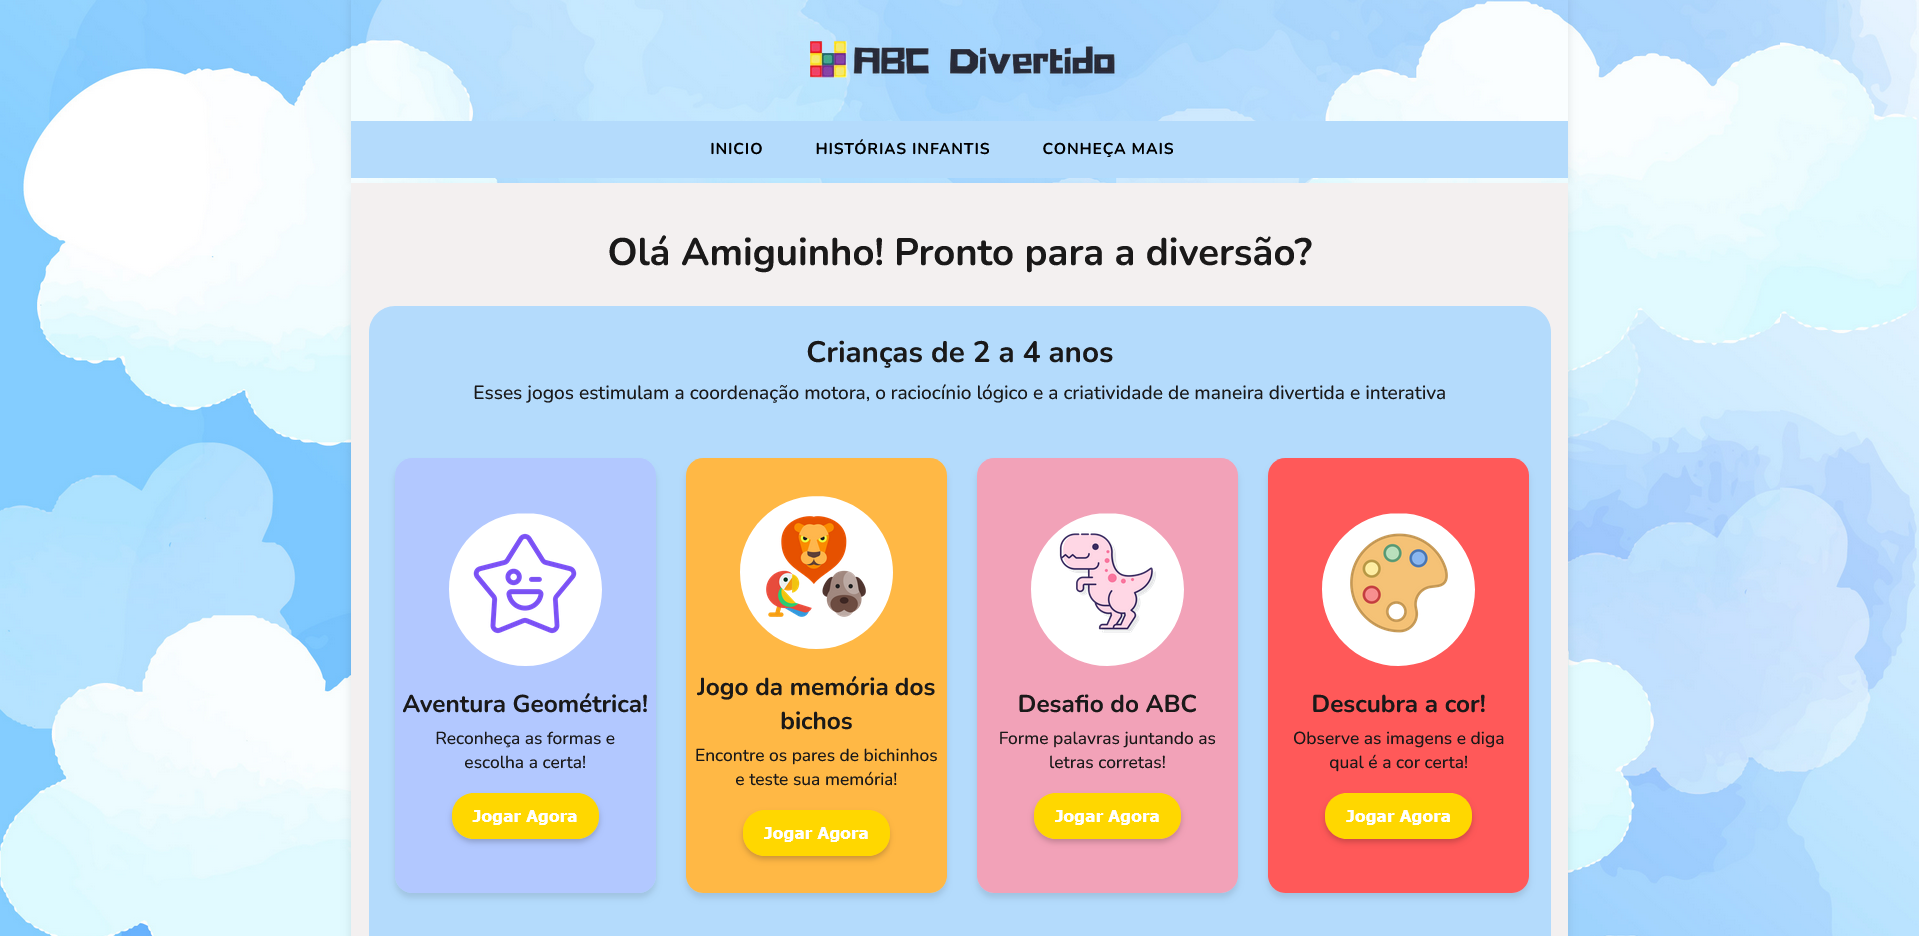 ABC Divertido
INICIO HISTÓRIAS INFANTIS CONHEÇA MAIS
Olá Amiguinho! Pronto para a diversão?
Crianças de 2 a 4 anos
Esses jogos estimulam a coordenação motora, o raciocínio lógico e a criatividade de maneira divertida e interativa
Aventura Geométrica!
Reconheça as formas e
escolha a certa!
Jogar Agora
Jogo da memória dos
bichos
Encontre os pares de bichinhos
e teste sua memória!
Jogar Agora
Desafio do ABC
Forme palavras juntando as
letras corretas!
Jogar Agora
Descubra a cor!
Observe as imagens e diga
qual é a cor certa!
Jogar Agora